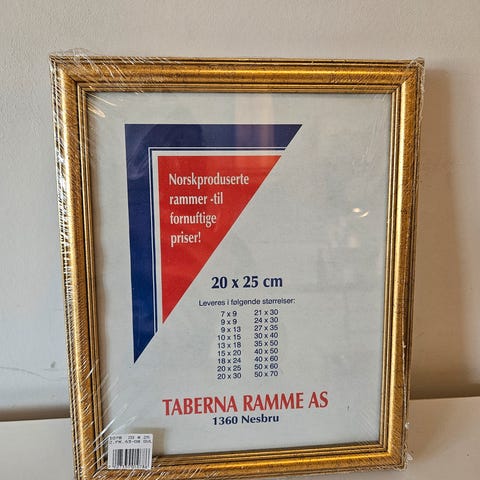 Norskproduserte
rammer -til
fornuftige
priser!
20 x 25 cm
Leveres i følgende størrelser:
7 x 9 21 x 30
9 x 9 24 x 30
9 x 13 27 x 35
10 x 15 30 x 40
13 x 18 35 x 50
15 x 20 40 x 50
18 x 24 40 x 60
20 x 25 50 x 60
20 x 30 50 x 70
TABERNA RAMME AS
1360 Nesbru